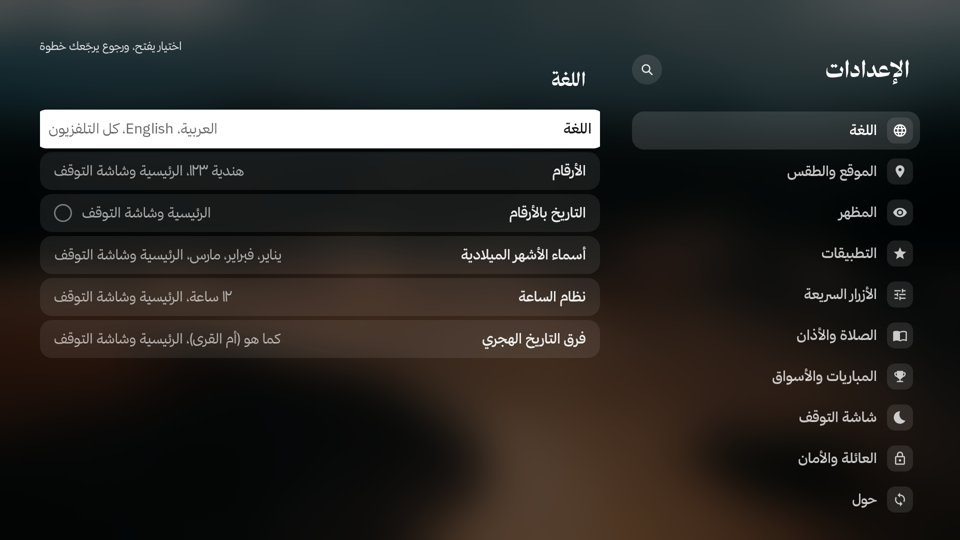 اختيار يفتح، ورجوع يرجّعك خطوة
الإعدادات
اللغة
الموقع والطقس
المظهر
التطبيقات
الأزرار السريعة
الصلاة والأذان
المباريات والأسواق
شاشة التوقف
العائلة والأمان
حول
اللغة
اللغة العربية، English، كل التلفزيون
الأرقام هندية ١٢٣، الرئيسية وشاشة التوقف
التاريخ بالأرقام الرئيسية وشاشة التوقف
أسماء الأشهر الميلادية يناير، فبراير، مارس، الرئيسية وشاشة التوقف
نظام الساعة ١٢ ساعة، الرئيسية وشاشة التوقف
فرق التاريخ الهجري كما هو (أم القرى)، الرئيسية وشاشة التوقف